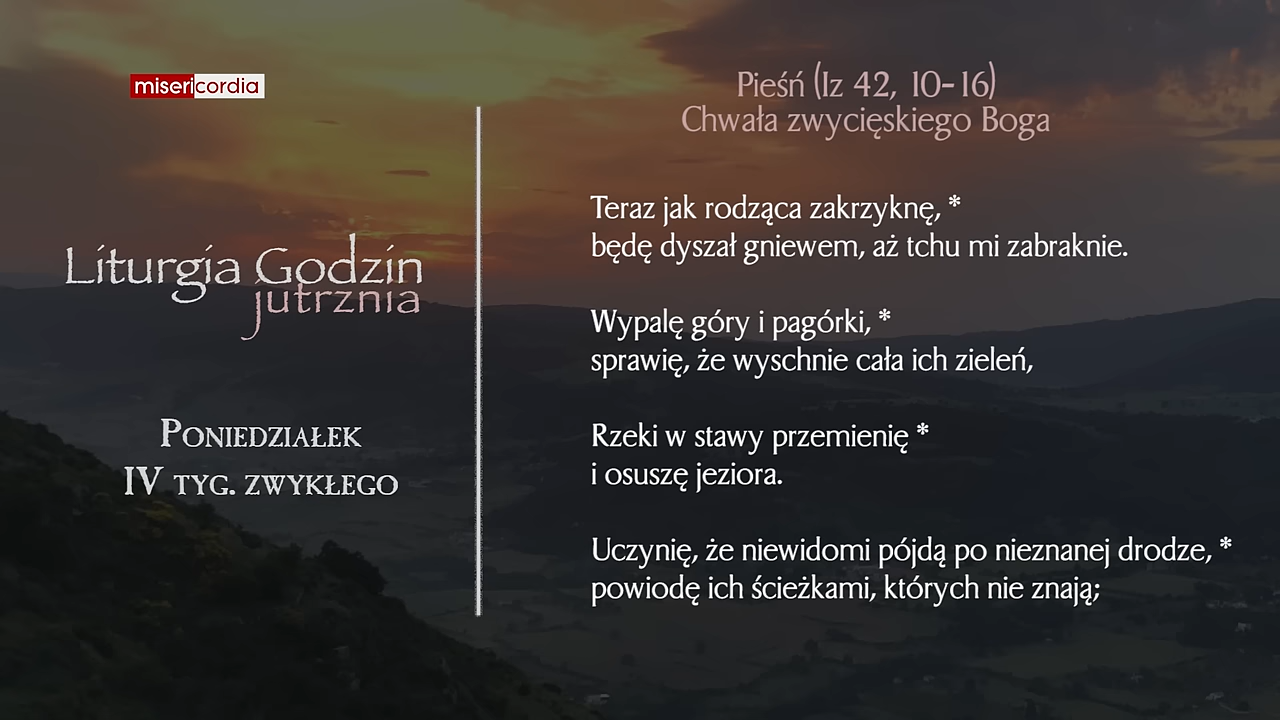 misericordia
Liturgia Godzin
jutrznia
Poniedziałek
IV tyg. zwykłego
Pieśń (Iz 42, 10-16)
Chwała zwycięskiego Boga
Teraz jak rodząca zakrzyknę, *
będę dyszał gniewem, aż tchu mi zabraknie.
Wypalę góry i pagórki, *
sprawię, że wyschnie cała ich zieleń,
Rzeki w stawy przemienię *
i osuszę jeziora.
Uczynię, że niewidomi pójdą po nieznanej drodze, *
powiodę ich ścieżkami, których nie znają;